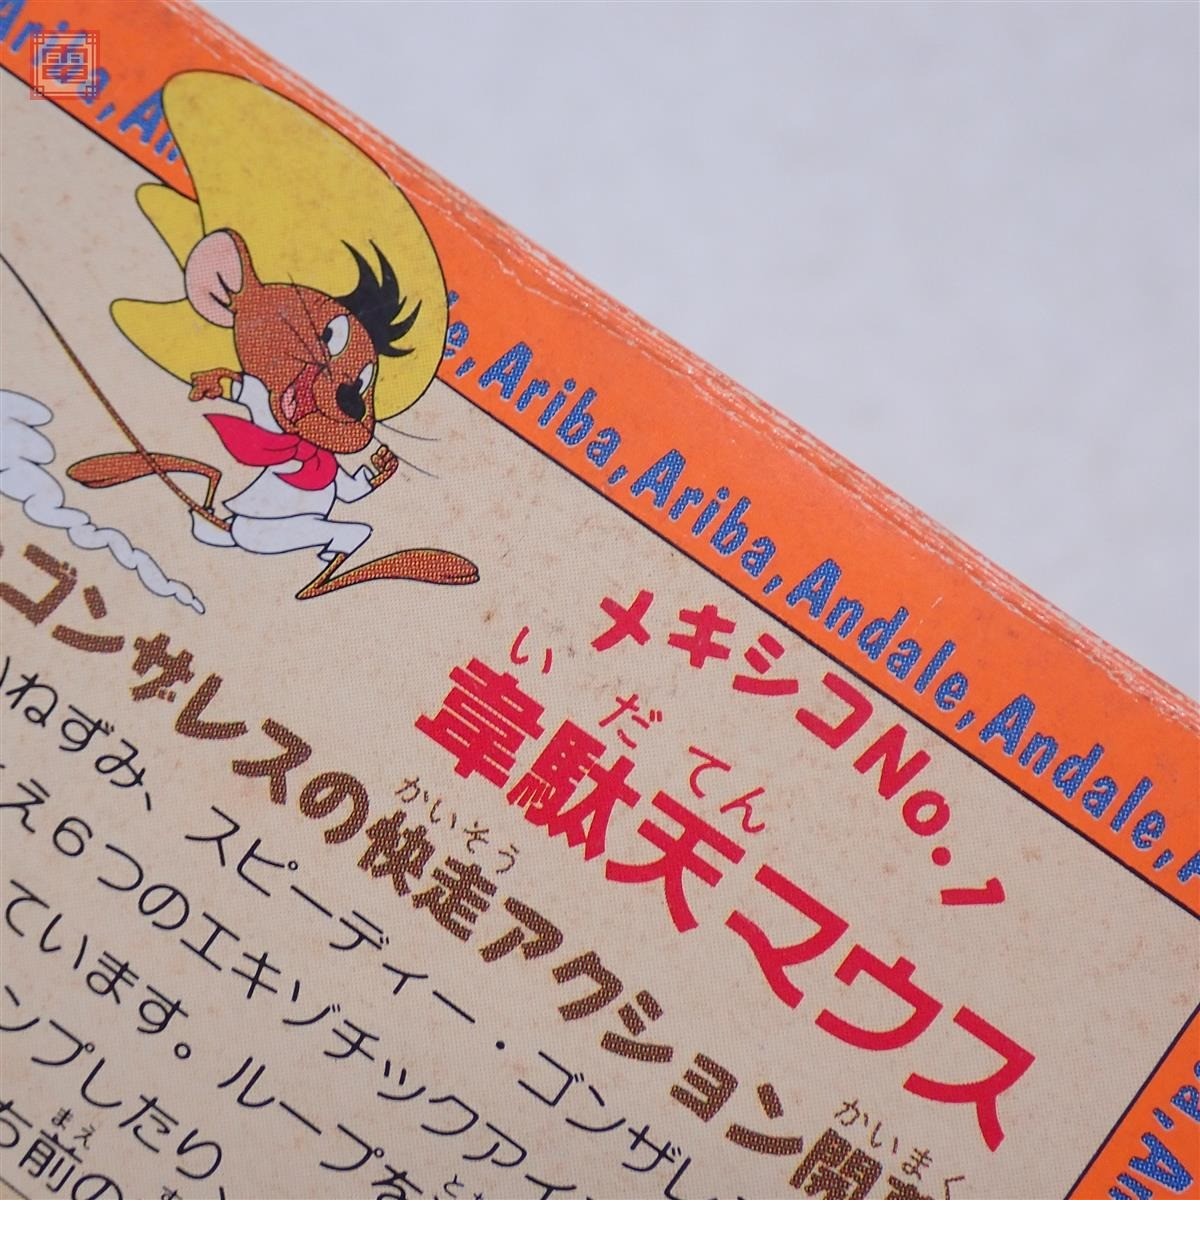 Ariba, An
le, Ariba, Ariba, Andale, Andale,
メキシコNo.1
いだてん
韋駄天マウス
かいそう かいまく
ゴンザレスの快走アクション開幕
ねずみ、スピーディー・ゴンザレ
え6つのエキゾチックアイ
ています。ループを
ンプしたり、
まえ
ち前の
電